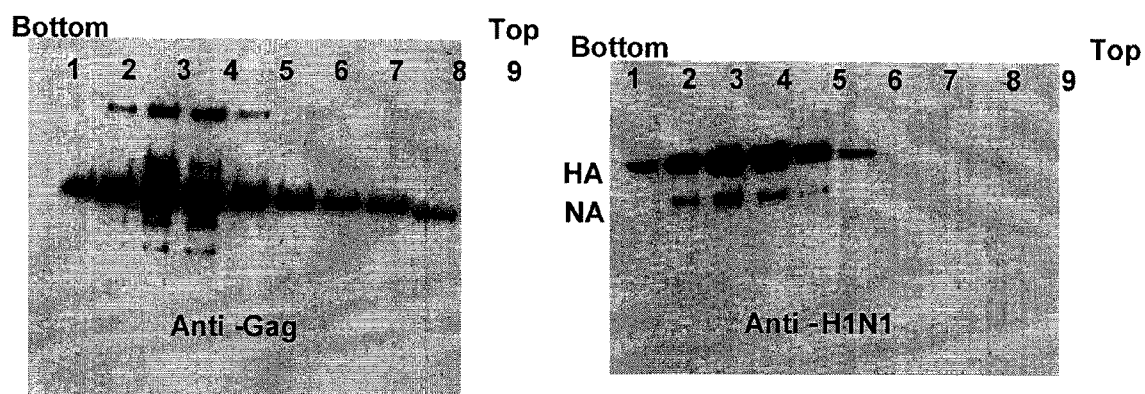 Bottom
Top
1 2 3 4 5 6 7 8 9
Anti -Gag
Bottom
Top
1 2 3 4 5 6 7 8 9
HA
NA
Anti -H1N1